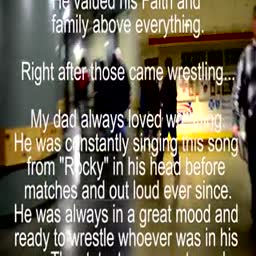 He valued his Faith and
family above everything.
Right after those came wrestling...
My dad always loved wrestling.
He was constantly singing this song
from "Rocky" in his head before
matches and out loud ever since.
He was always in a great mood and
ready to wrestle whoever was in his